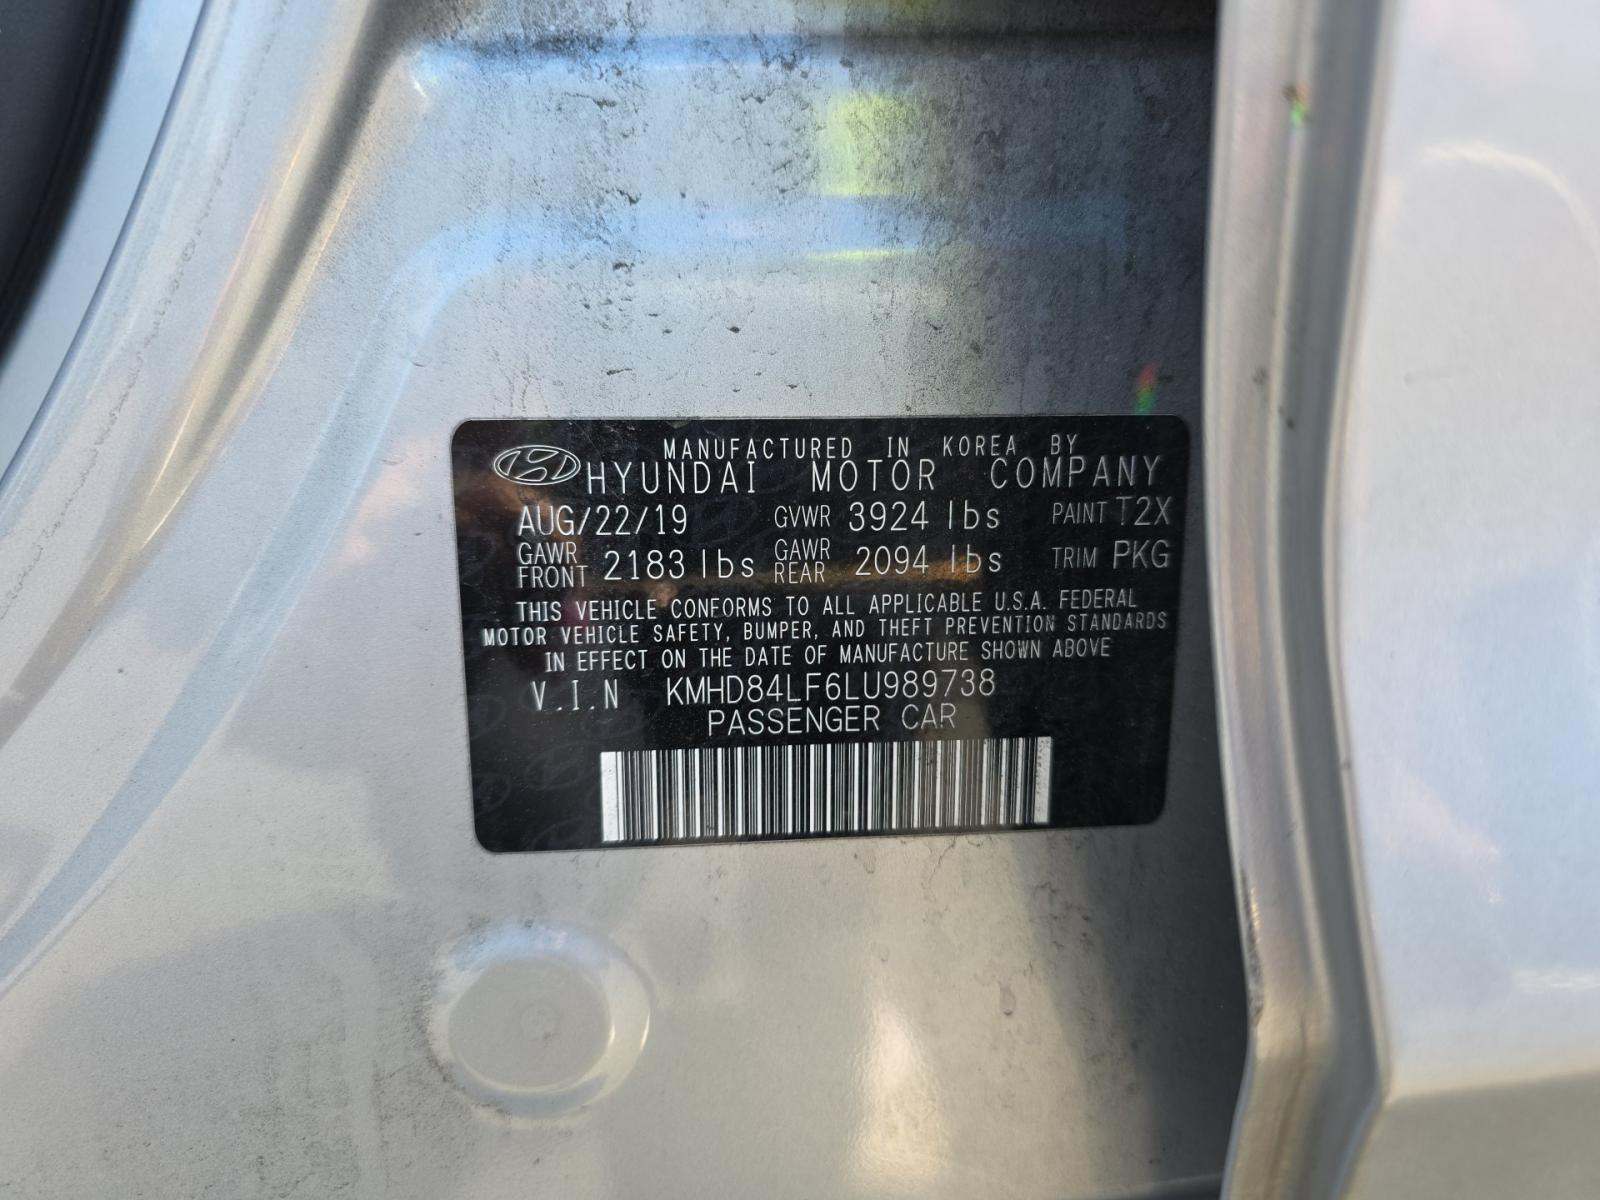 MANUFACTURED IN KOREA BY
HYUNDAI MOTOR COMPANY
AUG/22/19 GVWR 3924 lbs PAINT T2X
GAWR FRONT 2183 lbs GAWR REAR 2094 lbs TRIM PKG
THIS VEHICLE CONFORMS TO ALL APPLICABLE U.S.A. FEDERAL
MOTOR VEHICLE SAFETY, BUMPER, AND THEFT PREVENTION STANDARDS
IN EFFECT ON THE DATE OF MANUFACTURE SHOWN ABOVE
V.I.N KMHD84LF6LU989738
PASSENGER CAR